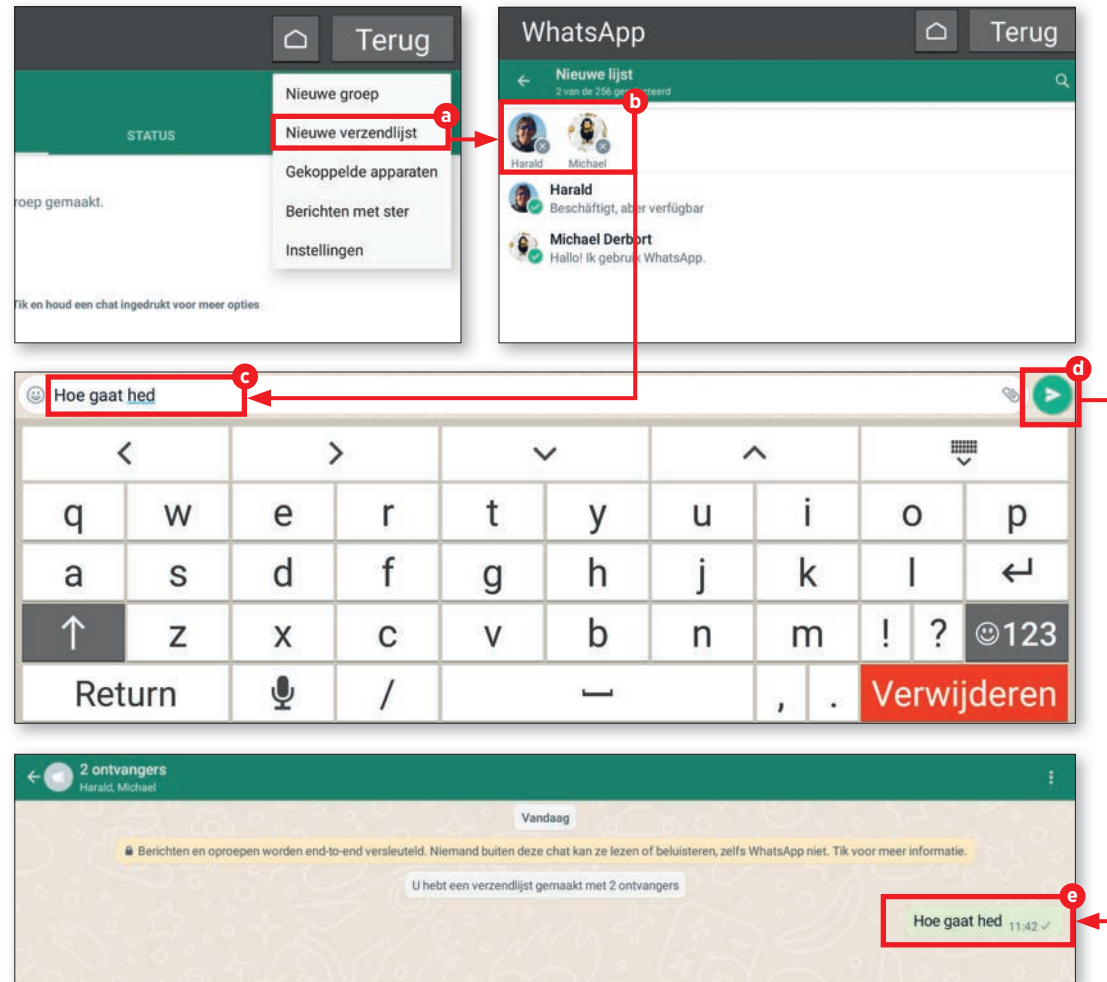 Terug
Nieuwe groep
a
Nieuwe verzendlijst
STATUS
Gekoppelde apparaten
roep gemaakt.
Berichten met ster
Instellingen
Tik en houd een chat ingedrukt voor meer opties
WhatsApp
Terug
Nieuwe lijst
2 van de 256
b
Harald Michael
Harald
Beschäftigt, aber verfügbar
Michael Derbort
Hallo! Ik gebruik WhatsApp.
c
d
Hoe gaat hed
q w e r t y u i o p
a s d f g h j k l
z x c v b n m ! ? 123
Return / , . Verwijderen
2 ontvangers
Harald, Michael
Vandaag
Berichten en oproepen worden end-to-end versleuteld. Niemand buiten deze chat kan ze lezen of beluisteren, zelfs WhatsApp niet. Tik voor meer informatie.
U hebt een verzendlijst gemaakt met 2 ontvangers
e
Hoe gaat hed 11:42